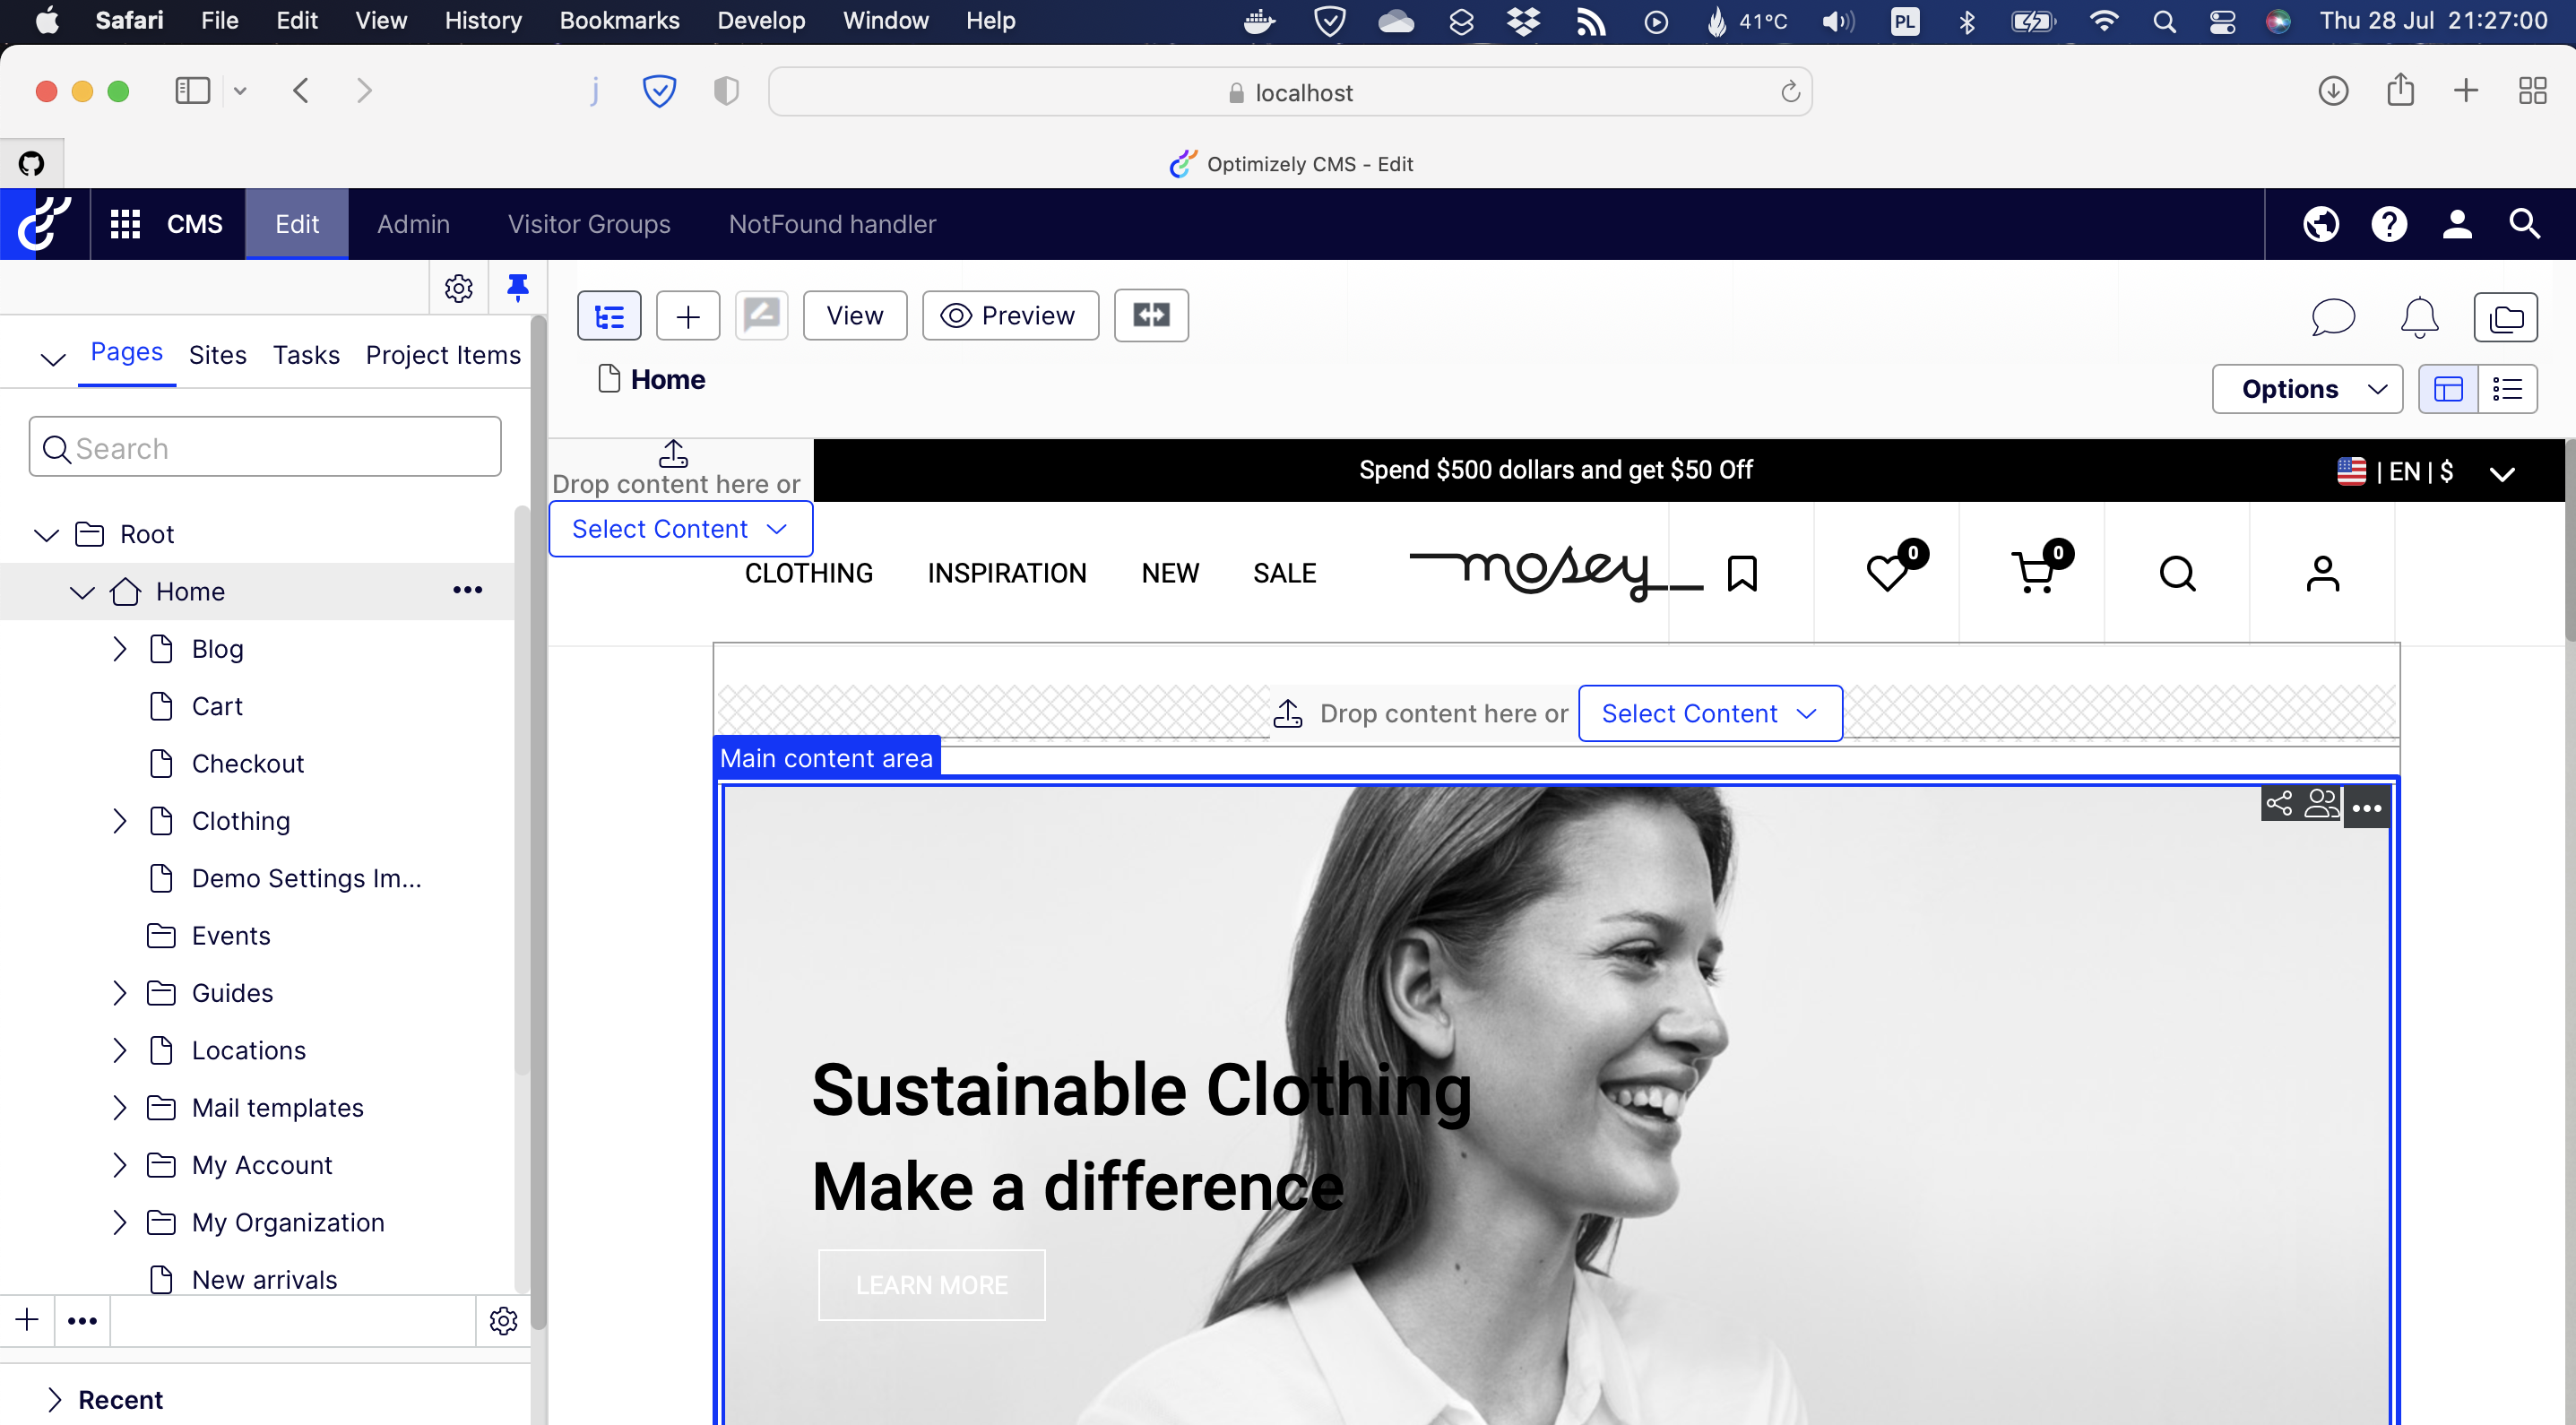 Safari File Edit View History Bookmarks Develop Window Help 41°C PL Thu 28 Jul 21:27:00
j localhost
Optimizely CMS - Edit
CMS Edit Admin Visitor Groups NotFound handler
View Preview
Pages Sites Tasks Project Items
Home
Options
Search
Drop content here or
Select Content
Spend $500 dollars and get $50 Off
| EN | $
Root
Home
Blog
Cart
Checkout
Clothing
Demo Settings Im...
Events
Guides
Locations
Mail templates
My Account
My Organization
New arrivals
Recent
CLOTHING INSPIRATION NEW SALE mosey 0 0
Drop content here or Select Content
Main content area
Sustainable Clothing
Make a difference
LEARN MORE